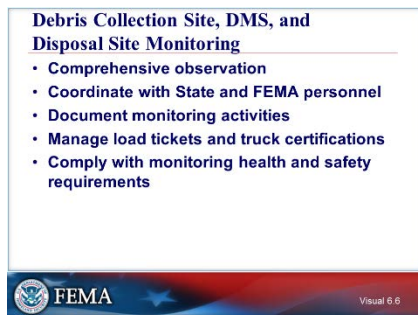 Debris Collection Site, DMS, and
Disposal Site Monitoring
• Comprehensive observation
• Coordinate with State and FEMA personnel
• Document monitoring activities
• Manage load tickets and truck certifications
• Comply with monitoring health and safety
requirements
FEMA
Visual 6.6